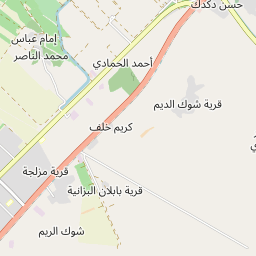 حسن دكدك
إمام عباس
محمد الناصر
أحمد الحمادي
قرية شوك الديم
كريم خلف
قرية مزلجة
قرية بابلان البزانية
شوك الريم